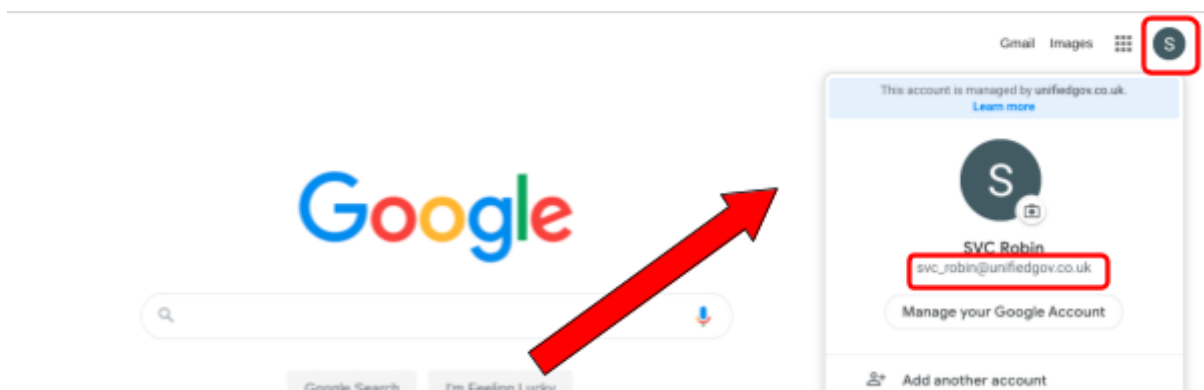 Gmail Images
S
This account is managed by unifiedgov.co.uk.
Learn more
S
Google
SVC Robin
svc_robin@unifiedgov.co.uk
Manage your Google Account
Google Search I'm Feeling Lucky
Add another account